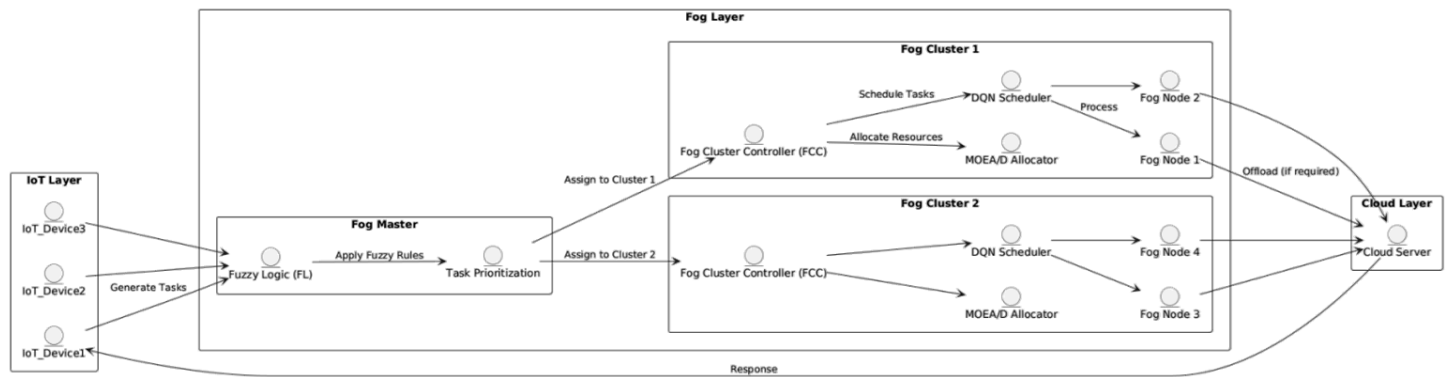 Fog Layer
Fog Cluster 1
Schedule Tasks
DQN Scheduler
Fog Node 2
Process
Allocate Resources
Fog Cluster Controller (FCC)
MOEA/D Allocator
Fog Node 1
Offload (if required)
Assign to Cluster 1
IoT Layer
IoT_Device3
IoT_Device2
Generate Tasks
IoT_Device1
Fog Master
Fuzzy Logic (FL)
Apply Fuzzy Rules
Task Prioritization
Assign to Cluster 2
Fog Cluster 2
Fog Cluster Controller (FCC)
DQN Scheduler
Fog Node 4
MOEA/D Allocator
Fog Node 3
Cloud Layer
Cloud Server
Response